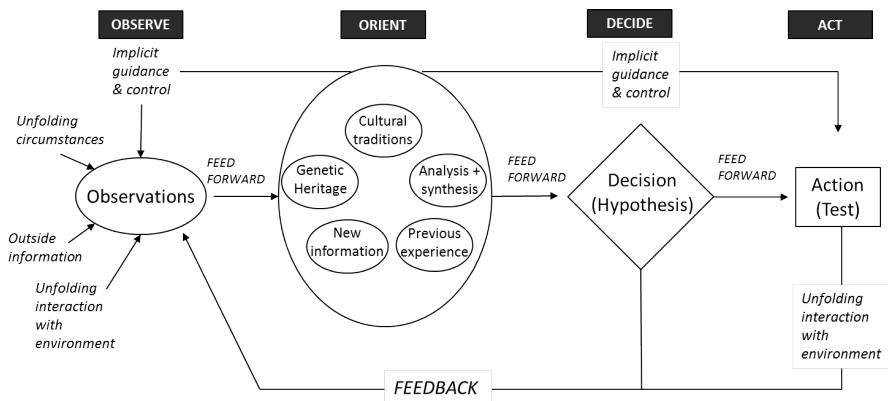 OBSERVE
ORIENT
DECIDE
ACT
Implicit
guidance
& control
Implicit
guidance
& control
Unfolding
circumstances
Observations
Outside
information
Unfolding
interaction
with
environment
FEED
FORWARD
Cultural
traditions
Genetic
Heritage
Analysis +
synthesis
New
information
Previous
experience
FEED
FORWARD
Decision
(Hypothesis)
FEED
FORWARD
Action
(Test)
Unfolding
interaction
with
environment
FEEDBACK